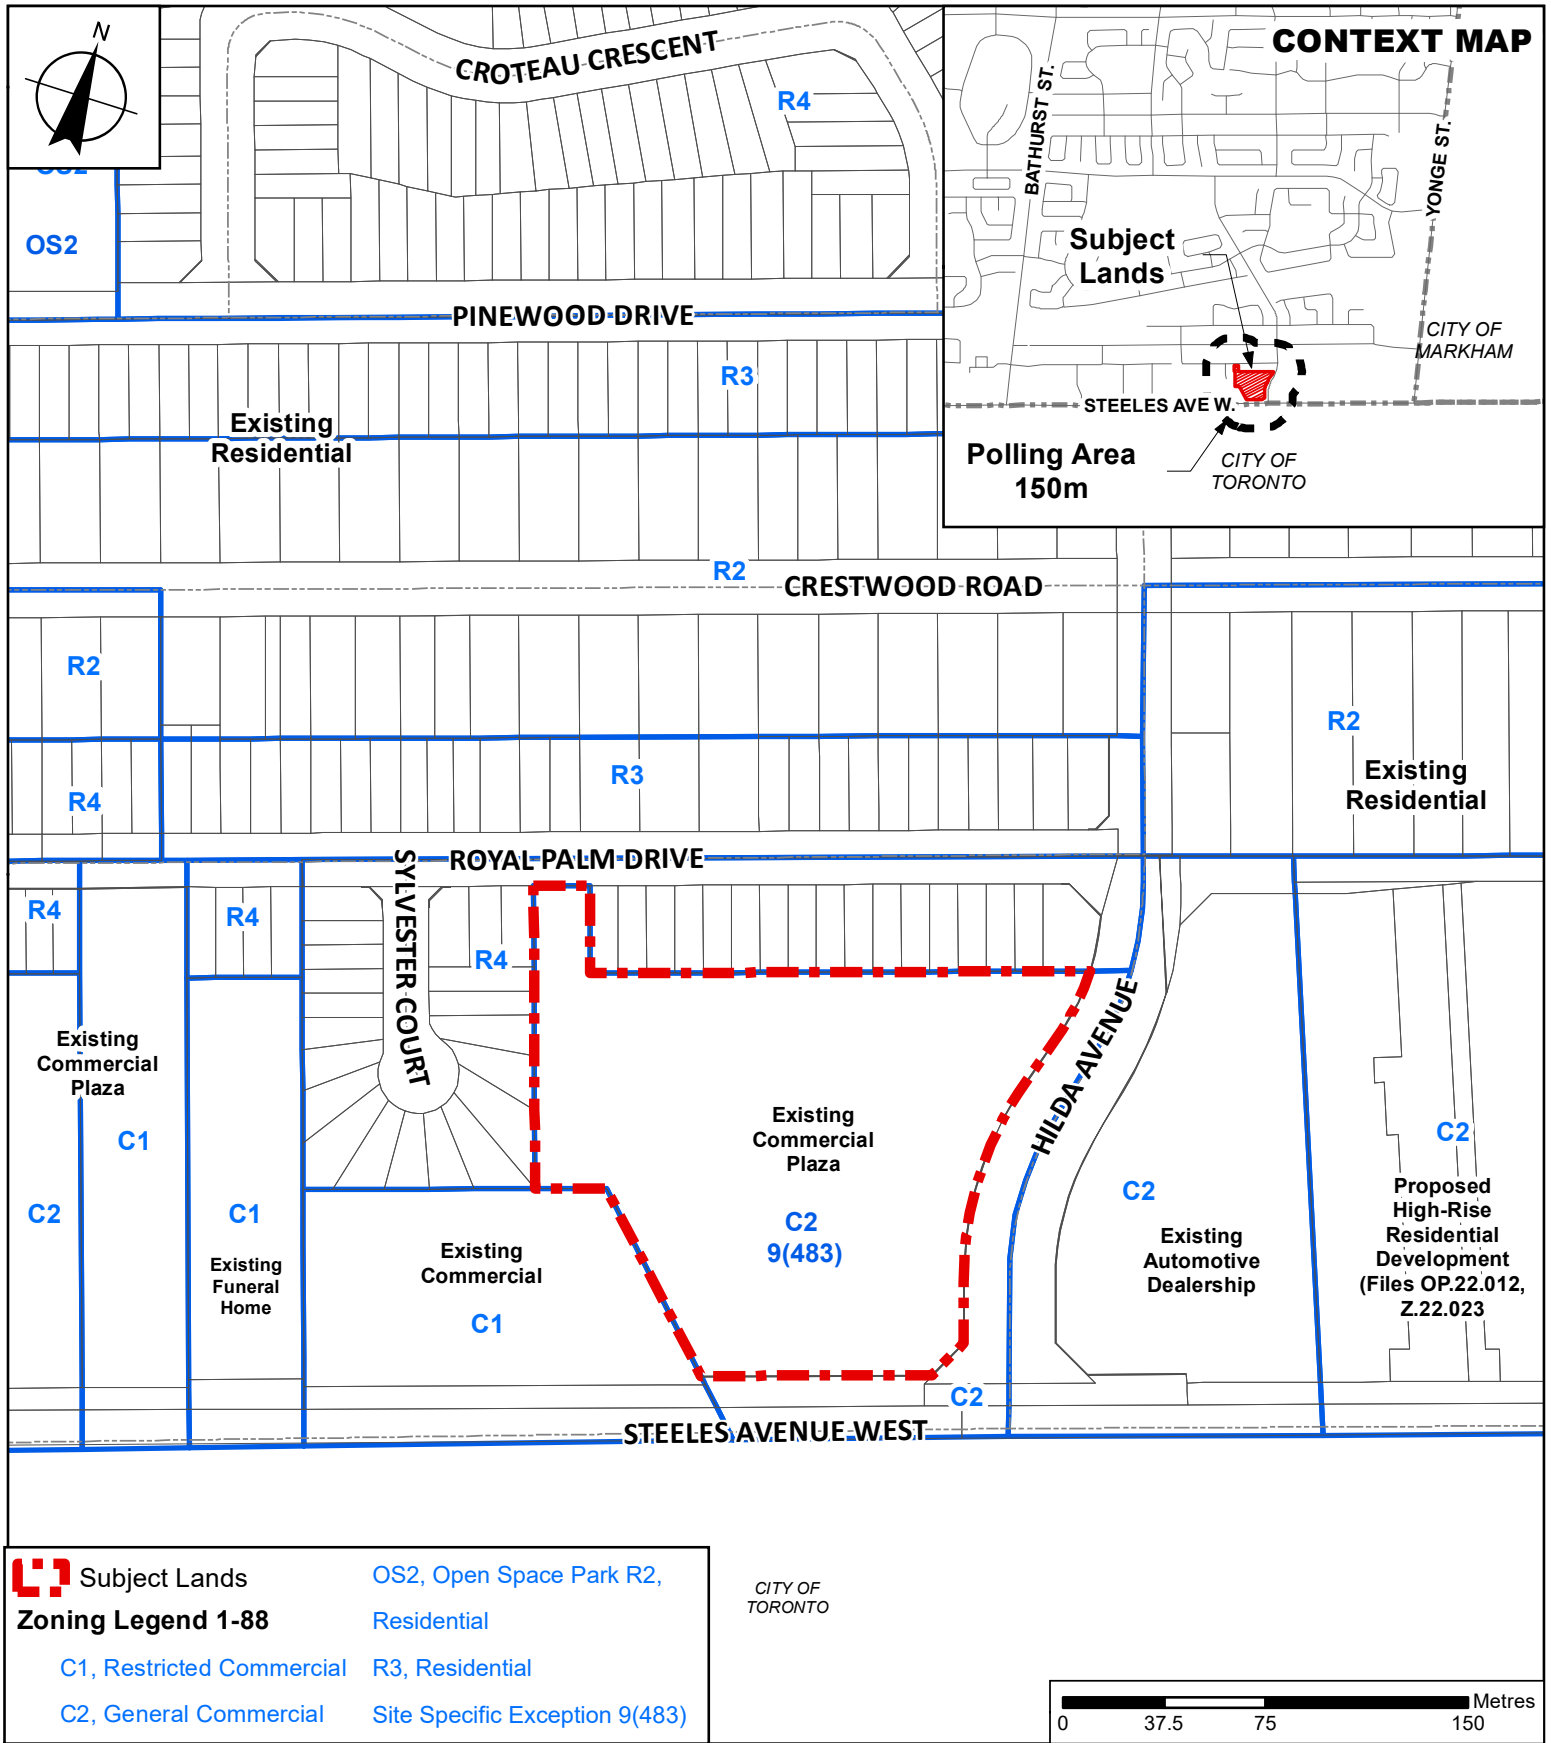 N
CROTEAU CRESCENT
R4
OS2
OS2
PINEWOOD DRIVE
R3
Existing
Residential
CONTEXT MAP
BATHURST ST.
YONGE ST.
Subject
Lands
CITY OF
MARKHAM
STEELES AVE W.
Polling Area
150m
CITY OF
TORONTO
R2
CRESTWOOD ROAD
R2
R2
Existing
Residential
R4
R3
ROYAL PALM DRIVE
SYLVESTER COURT
R4
R4
R4
HILDA AVENUE
Existing
Commercial
Plaza
C1
C2
C1
Existing
Funeral
Home
Existing
Commercial
C1
Existing
Commercial
Plaza
C2
9(483)
C2
Existing
Automotive
Dealership
C2
Proposed
High-Rise
Residential
Development
(Files OP.22.012,
Z.22.023
C2
STEELES AVENUE WEST
CITY OF
TORONTO
Subject Lands
Zoning Legend 1-88
C1, Restricted Commercial
C2, General Commercial
OS2, Open Space Park R2,
Residential
R3, Residential
Site Specific Exception 9(483)
Metres
0 37.5 75 150